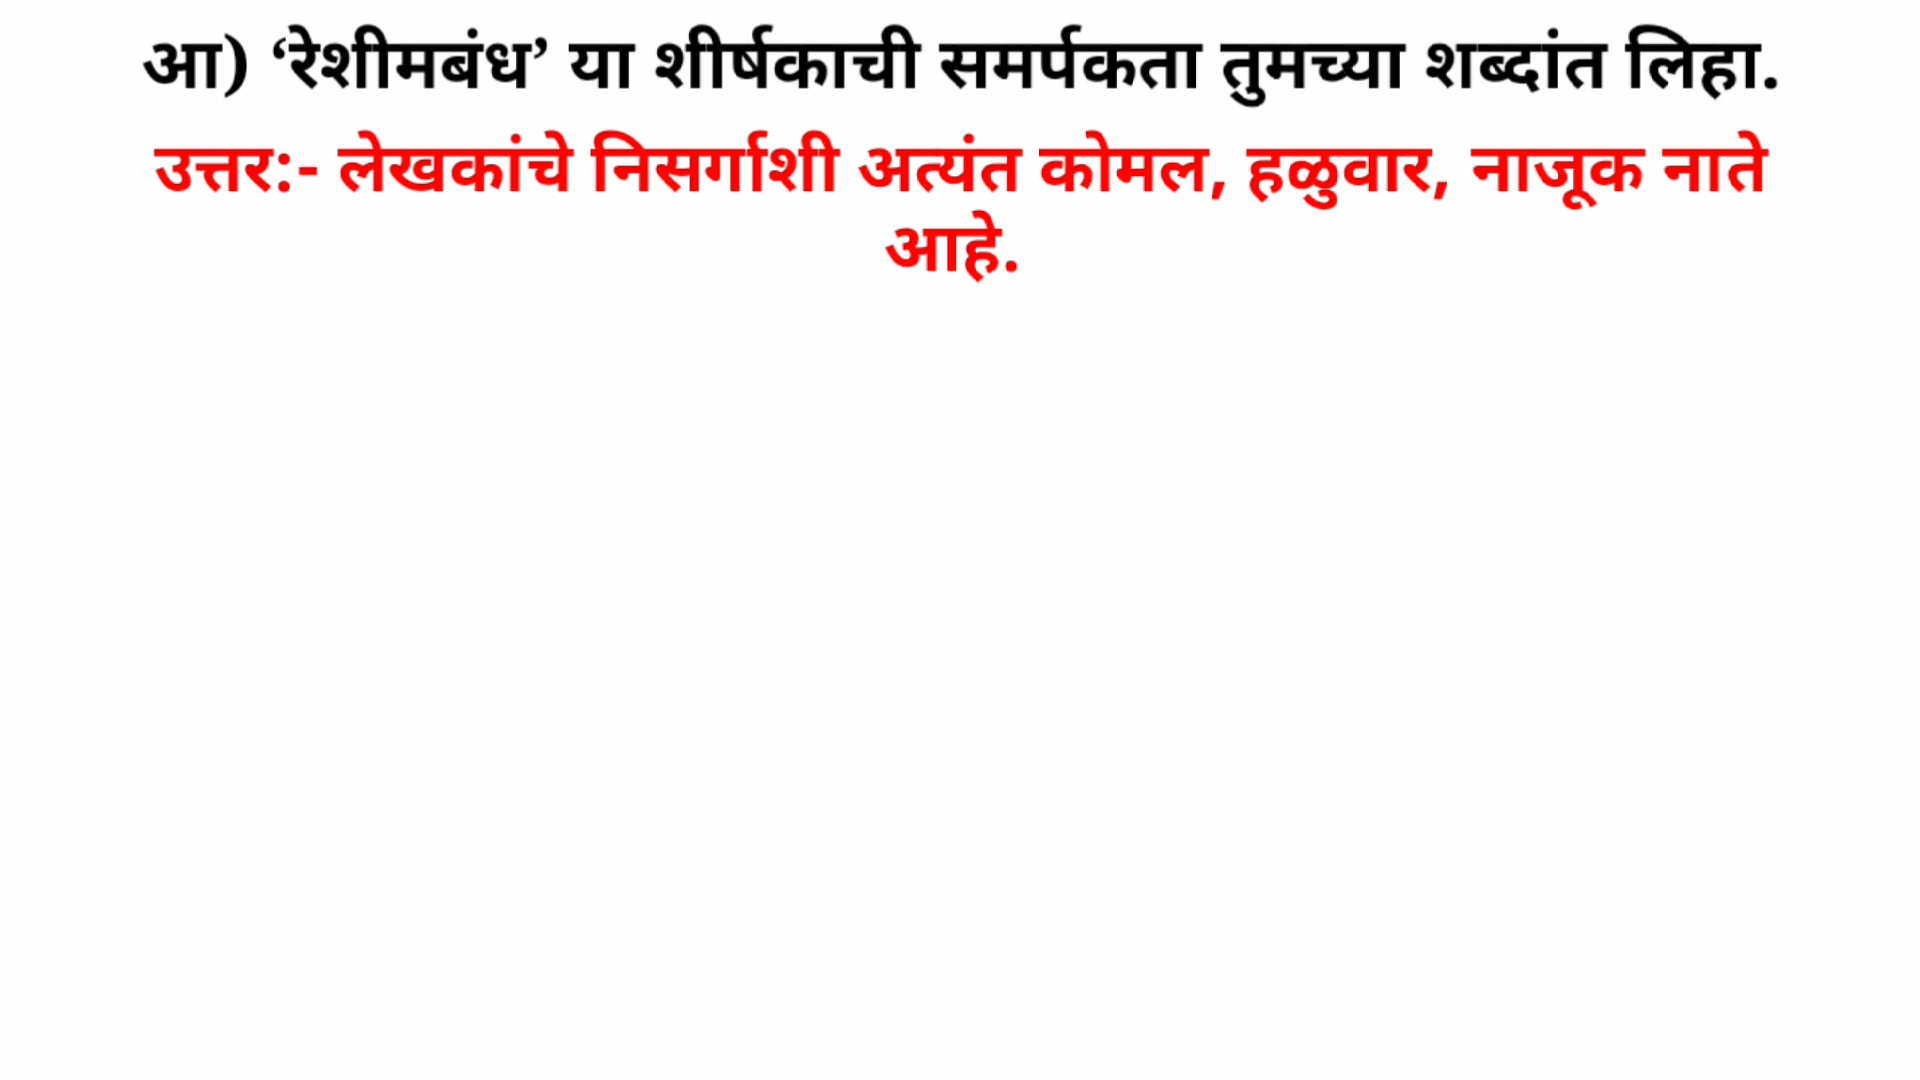 आ) ‘रेशीमबंध’ या शीर्षकाची समर्पकता तुमच्या शब्दांत लिहा.
उत्तर:- लेखकांचे निसर्गाशी अत्यंत कोमल, हळुवार, नाजूक नाते
आहे.